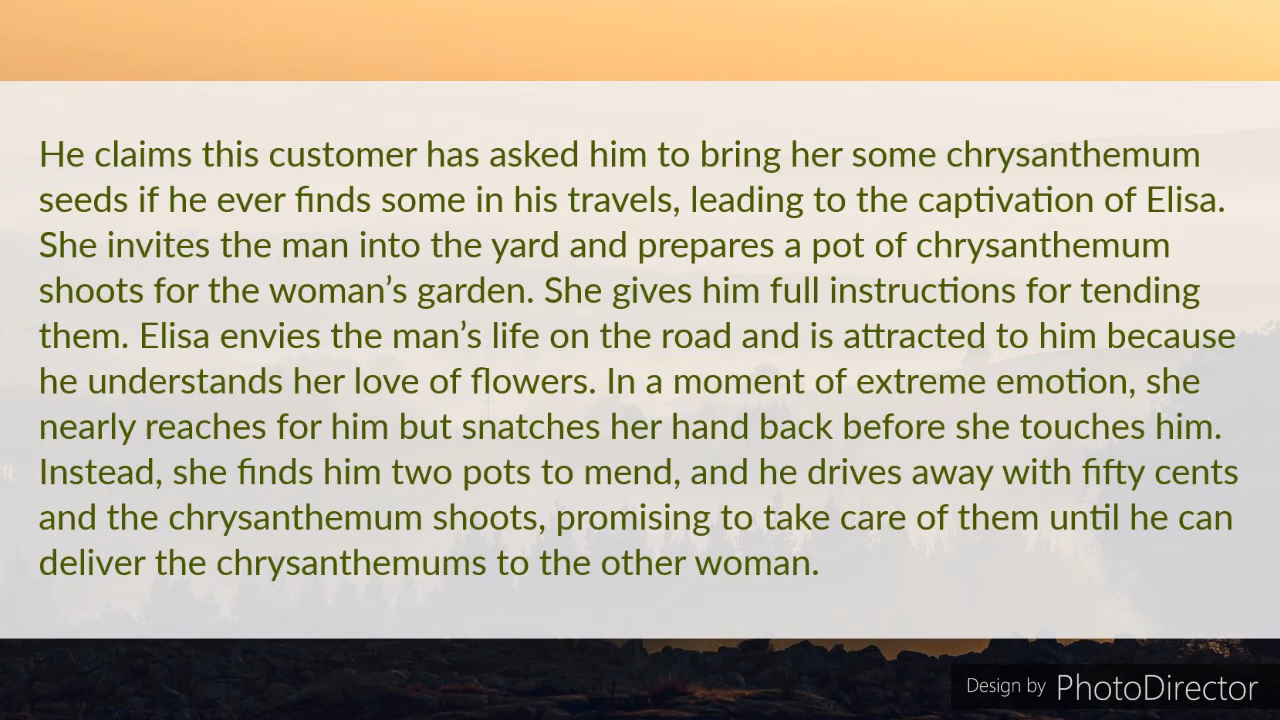 He claims this customer has asked him to bring her some chrysanthemum
seeds if he ever finds some in his travels, leading to the captivation of Elisa.
She invites the man into the yard and prepares a pot of chrysanthemum
shoots for the woman’s garden. She gives him full instructions for tending
them. Elisa envies the man’s life on the road and is attracted to him because
he understands her love of flowers. In a moment of extreme emotion, she
nearly reaches for him but snatches her hand back before she touches him.
Instead, she finds him two pots to mend, and he drives away with fifty cents
and the chrysanthemum shoots, promising to take care of them until he can
deliver the chrysanthemums to the other woman.
Design by PhotoDirector